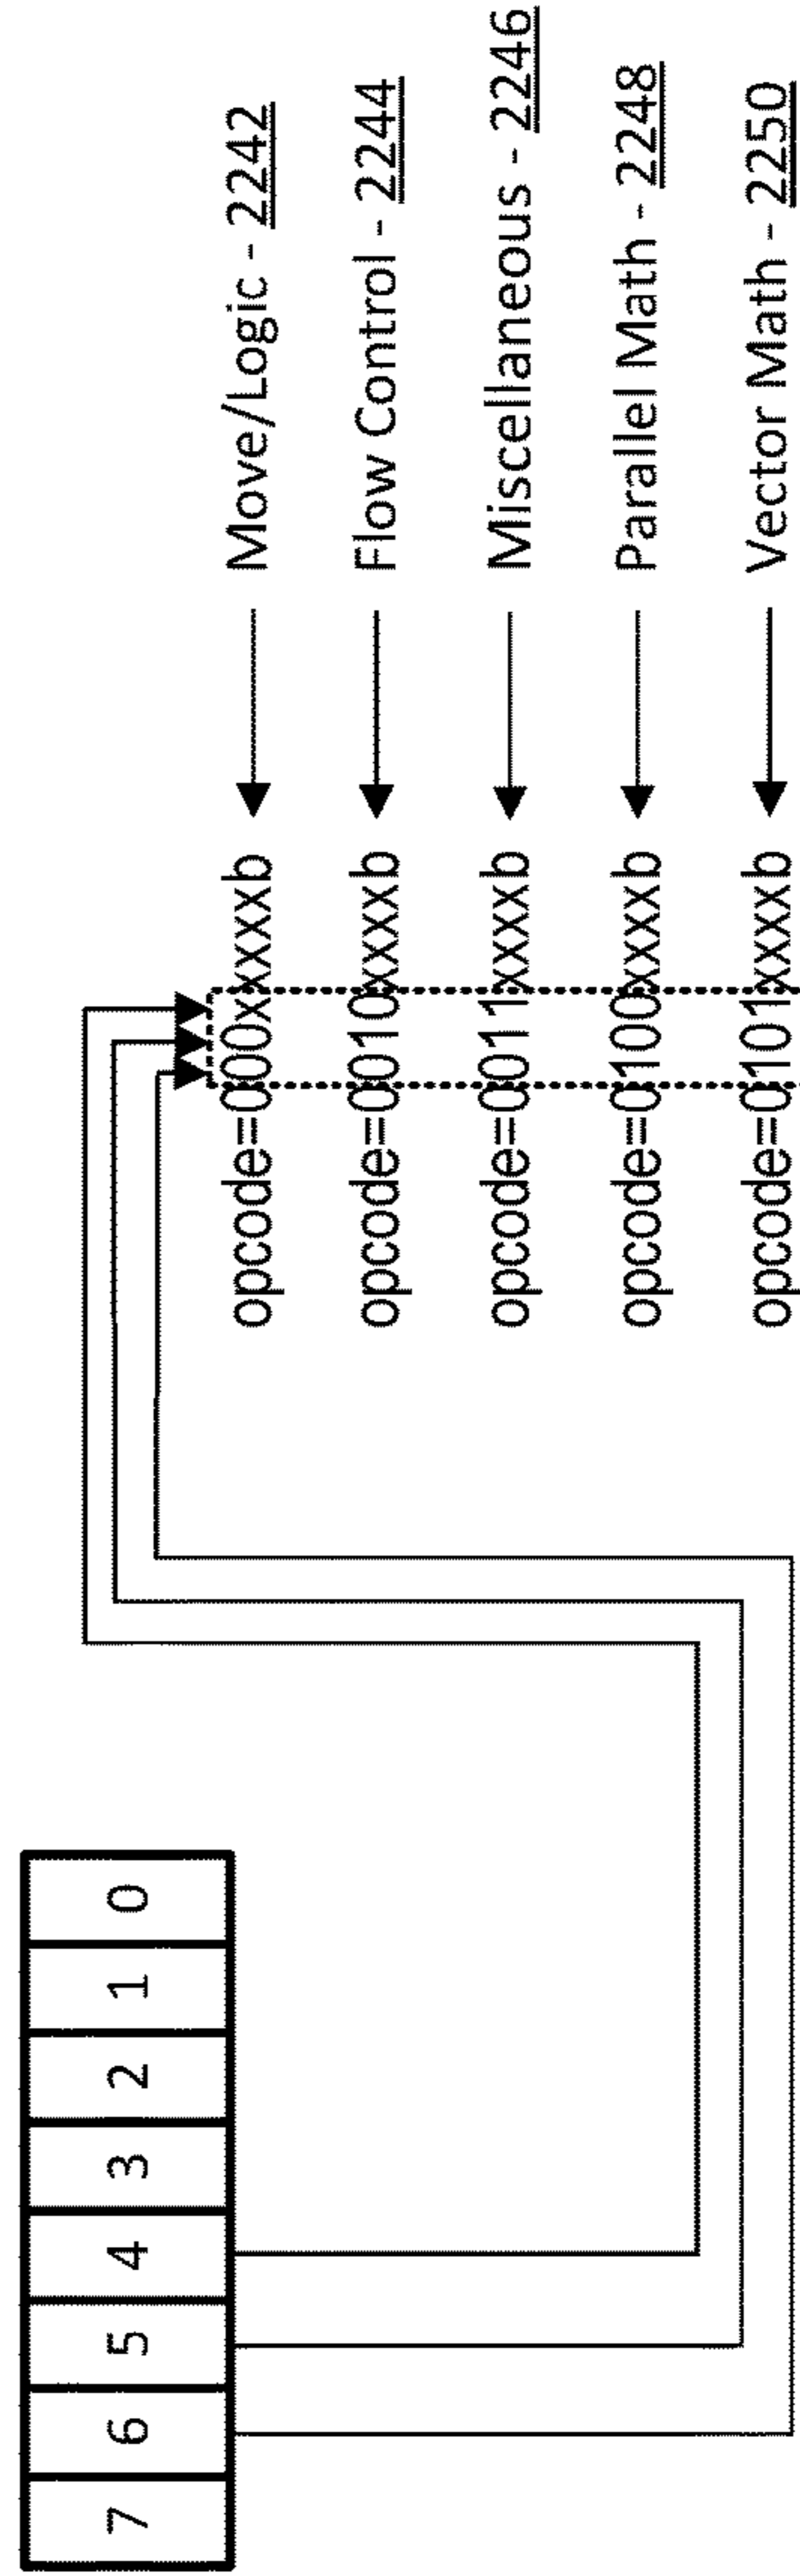 7 6 5 4 3 2 1 0
opcode=000xxxxxb Move/Logic - 2242
opcode=0010xxxxb Flow Control - 2244
opcode=0011xxxxb Miscellaneous - 2246
opcode=0100xxxxb Parallel Math - 2248
opcode=0101xxxxb Vector Math - 2250